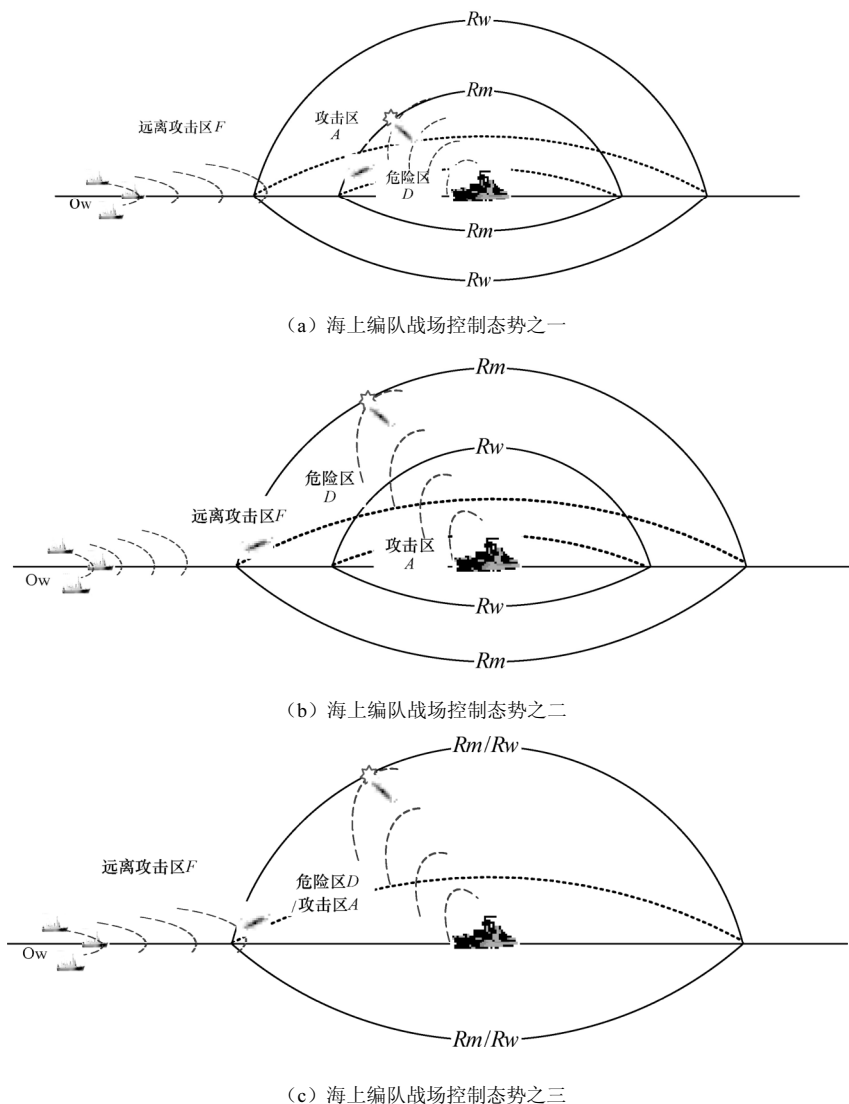 Rw
Rm
远离攻击区F
攻击区
A
危险区
D
Ow
Rm
Rw
（a）海上编队战场控制态势之一
Rm
Rw
危险区
D
远离攻击区F
攻击区
A
Ow
Rw
Rm
（b）海上编队战场控制态势之二
Rm/Rw
远离攻击区F
危险区D
/攻击区A
Ow
Rm/Rw
（c）海上编队战场控制态势之三